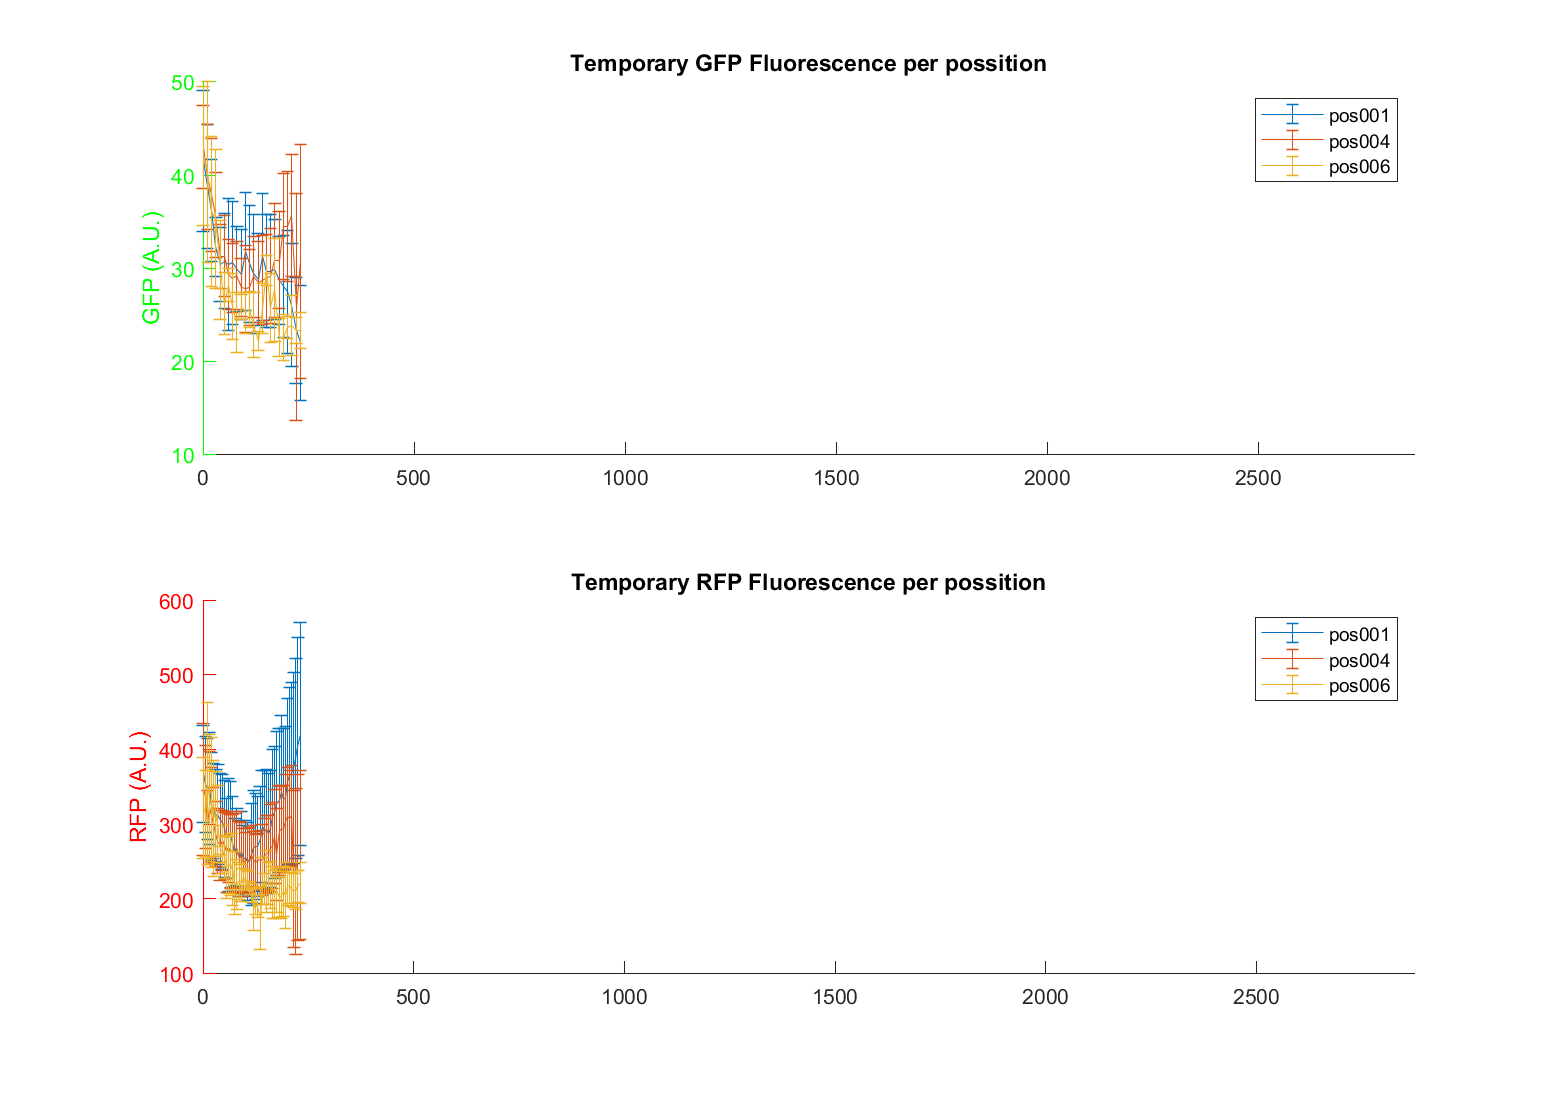 Temporary GFP Fluorescence per possition
GFP (A.U.)
50
40
30
20
10
0 500 1000 1500 2000 2500
pos001
pos004
pos006
Temporary RFP Fluorescence per possition
RFP (A.U.)
600
500
400
300
200
100
0 500 1000 1500 2000 2500
pos001
pos004
pos006